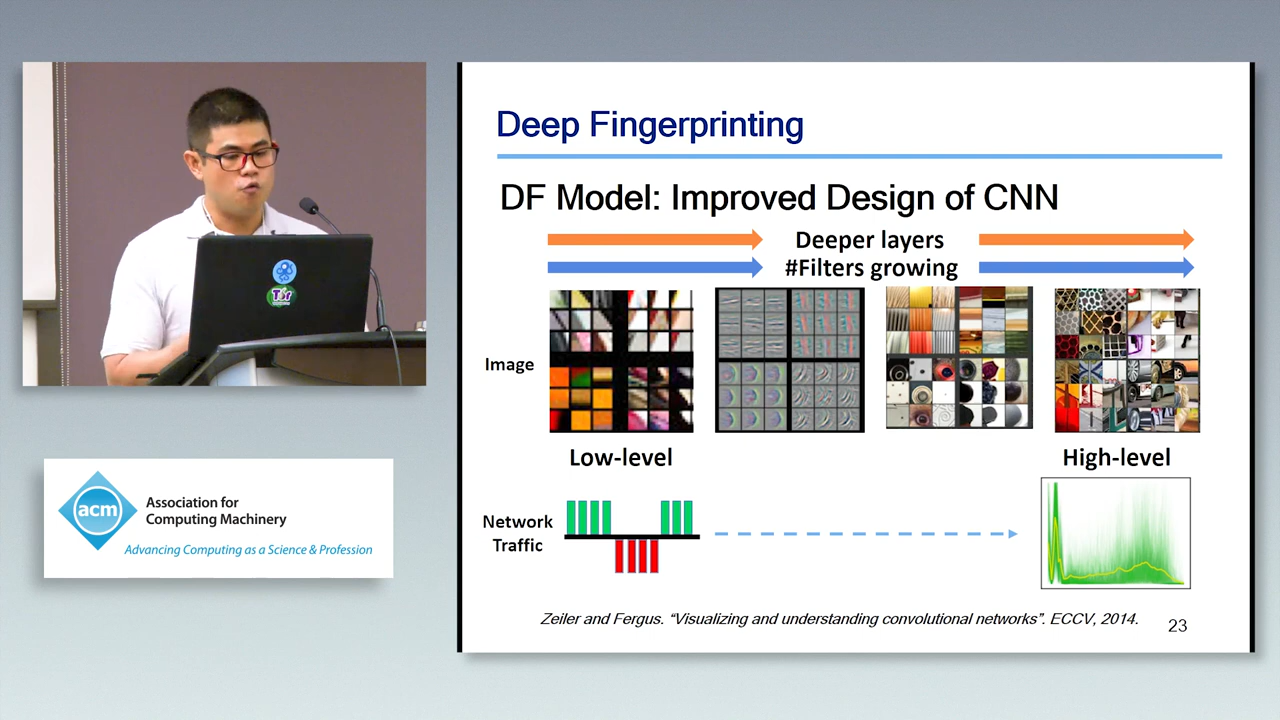 Deep Fingerprinting
DF Model: Improved Design of CNN
Deeper layers
#Filters growing
Image
Low-level
High-level
Network
Traffic
Zeiler and Fergus. “Visualizing and understanding convolutional networks”. ECCV, 2014.
23
Tor
acm
Association for
Computing Machinery
Advancing Computing as a Science & Profession